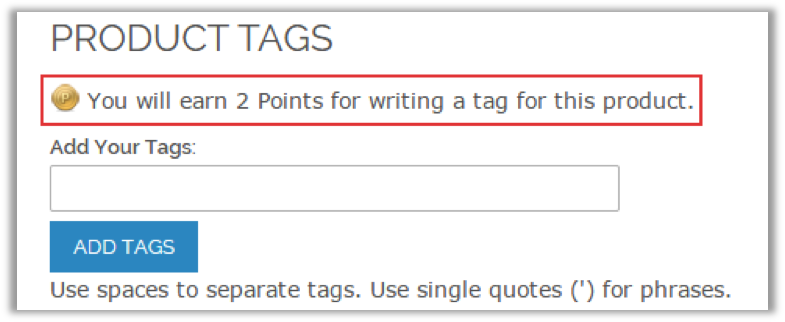 PRODUCT TAGS
P You will earn 2 Points for writing a tag for this product.
Add Your Tags:
ADD TAGS
Use spaces to separate tags. Use single quotes (') for phrases.